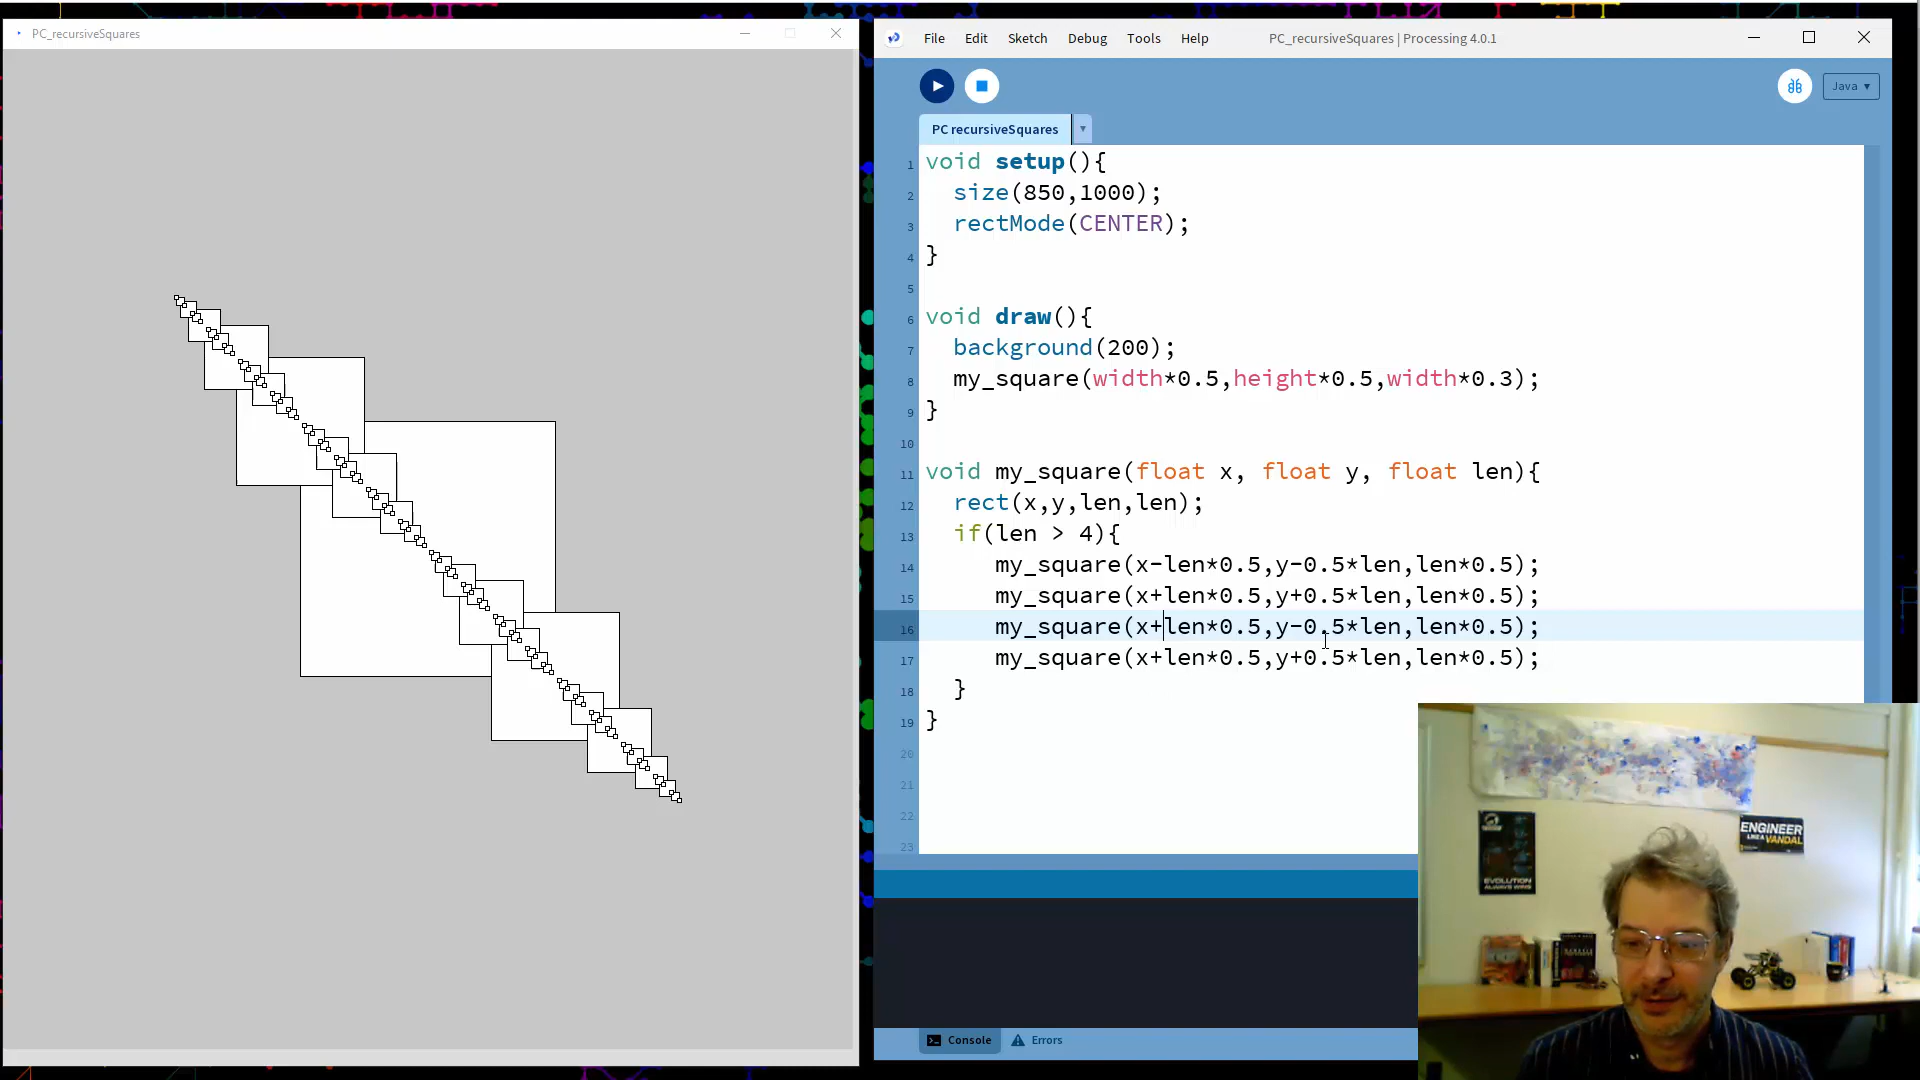 PC_recursiveSquares
File Edit Sketch Debug Tools Help PC_recursiveSquares | Processing 4.0.1
Java ▾
PC recursiveSquares
1 void setup(){
2 size(850,1000);
3 rectMode(CENTER);
4 }
5
6 void draw(){
7 background(200);
8 my_square(width*0.5,height*0.5,width*0.3);
9 }
10
11 void my_square(float x, float y, float len){
12 rect(x,y,len,len);
13 if(len > 4){
14 my_square(x-len*0.5,y-0.5*len,len*0.5);
15 my_square(x+len*0.5,y+0.5*len,len*0.5);
16 my_square(x+len*0.5,y-0.5*len,len*0.5);
17 my_square(x+len*0.5,y+0.5*len,len*0.5);
18 }
19 }
20
21
22
23
ENGINEER
LIKE A VANDAL
EVOLUTION
ALWAYS WINS
Console Errors